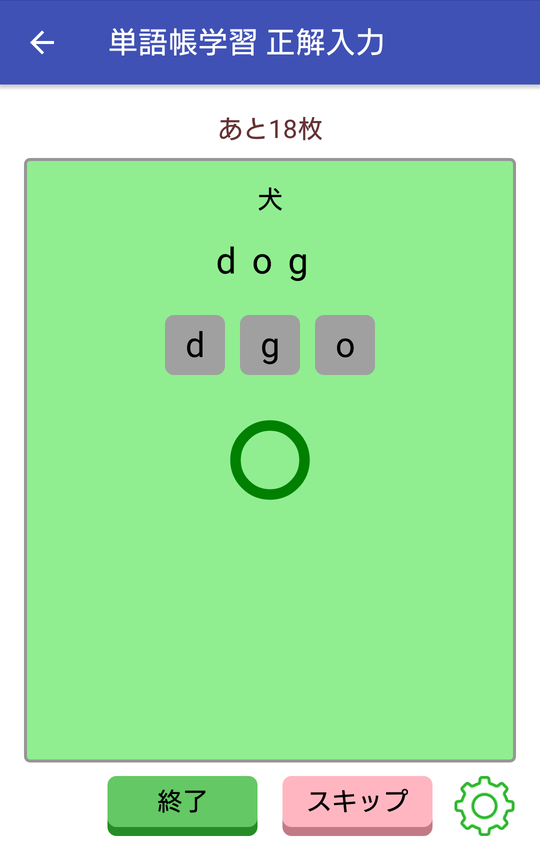 単語帳学習 正解入力
あと18枚
犬
d o g
d g o
終了 スキップ